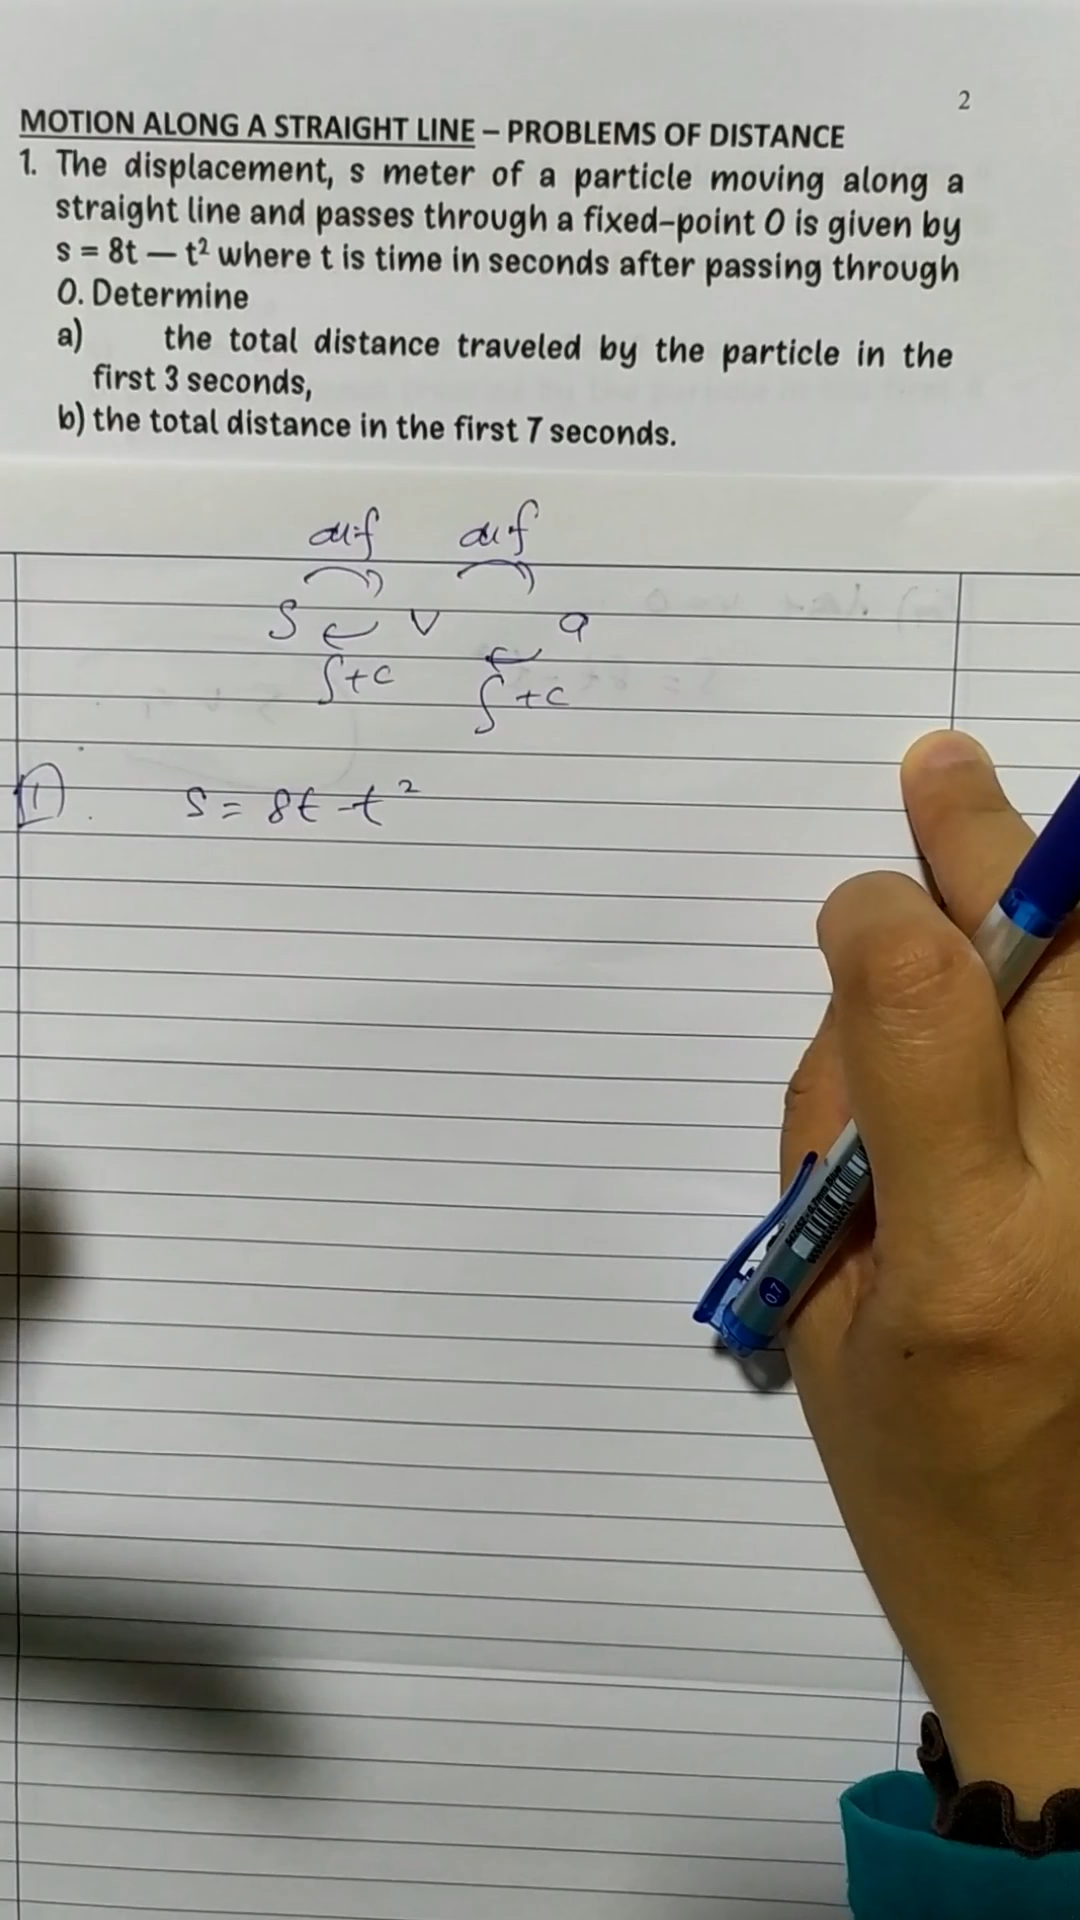 2
MOTION ALONG A STRAIGHT LINE – PROBLEMS OF DISTANCE
1. The displacement, s meter of a particle moving along a
straight line and passes through a fixed-point O is given by
s = 8t — t² where t is time in seconds after passing through
O. Determine
a) the total distance traveled by the particle in the
first 3 seconds,
b) the total distance in the first 7 seconds.
dif dif
S V a
∫+c ∫+c
1 S = 8t - t²
0.7